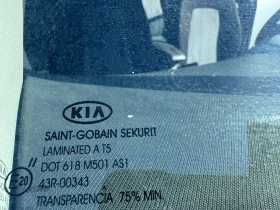 KIA
SAINT-GOBAIN SEKURIT
LAMINATED A T5
DOT 618 M501 AS1
E20 //
43R-00343
TRANSPARENCIA 75% MIN.